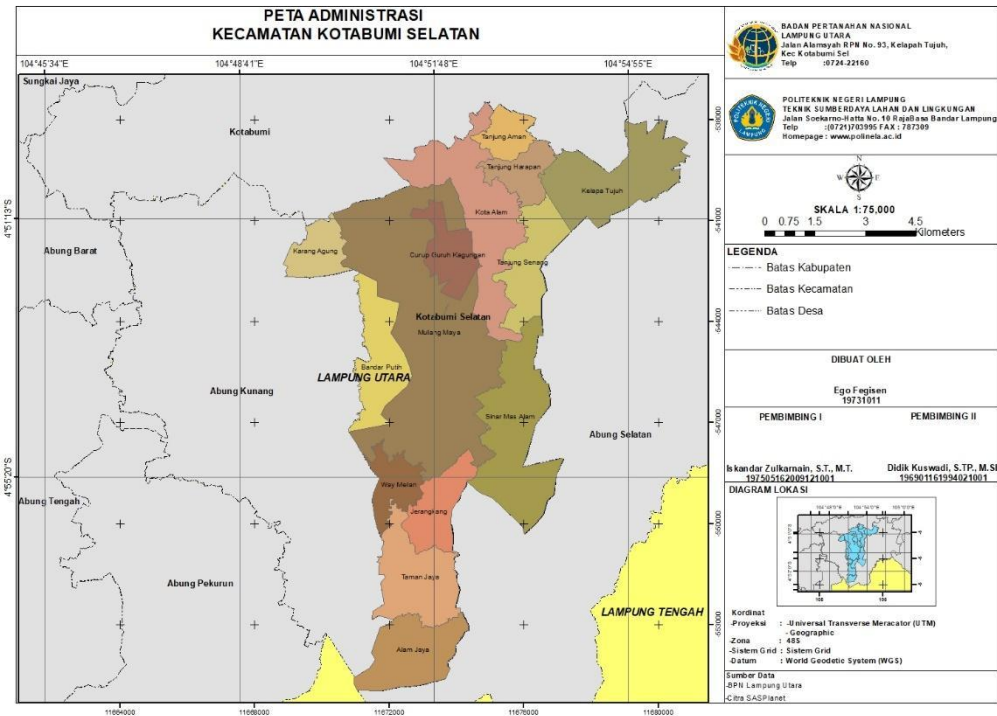 PETA ADMINISTRASI
KECAMATAN KOTABUMI SELATAN
104°45'34"E
104°48'41"E
104°51'48"E
104°54'55"E
Sungkai Jaya
Kotabumi
Tanjung Aman
Tanjung Harapan
Kelapa Tujuh
Kota Alam
4°51'13"S
-541000
Abung Barat
Karang Agung
Curup Guruh Kagungan
Tanjung Senang
Kotabumi Selatan
Mulang Maya
-544000
Bandar Putih
LAMPUNG UTARA
Abung Kunang
Sinar Mas Alam
-547000
Abung Selatan
4°55'20"S
Way Melan
Abung Tengah
Jerangkang
Abung Pekurun
Taman Jaya
LAMPUNG TENGAH
Alam Jaya
11664000
11668000
11672000
11676000
11680000
BADAN PERTANAHAN NASIONAL
LAMPUNG UTARA
Jalan Alamsyah RPN No. 93, Kelapah Tujuh,
Kec Kotabumi Sel
Telp :0724-22160
POLITEKNIK NEGERI LAMPUNG
TEKNIK SUMBERDAYA LAHAN DAN LINGKUNGAN
Jalan Soekarno-Hatta No. 10 RajaBasa Bandar Lampung
Telp :(0721)703995 FAX : 787309
Homepage : www.polinela.ac.id
N
W E
S
SKALA 1:75,000
0 0.75 1.5 3 4.5
Kilometers
LEGENDA
Batas Kabupaten
Batas Kecamatan
Batas Desa
DIBUAT OLEH
Ego Fegisen
19731011
PEMBIMBING I PEMBIMBING II
Iskandar Zulkarnain, S.T., M.T. Didik Kuswadi, S.TP., M.SI
197505162009121001 196901161994021001
DIAGRAM LOKASI
Kordinat
-Proyeksi : -Universal Transverse Meracator (UTM)
- Geographic
-Zona : 48S
-Sistem Grid : Sistem Grid
-Datum : World Geodetic System (WGS)
Sumber Data
-BPN Lampung Utara
-Citra SASPlanet